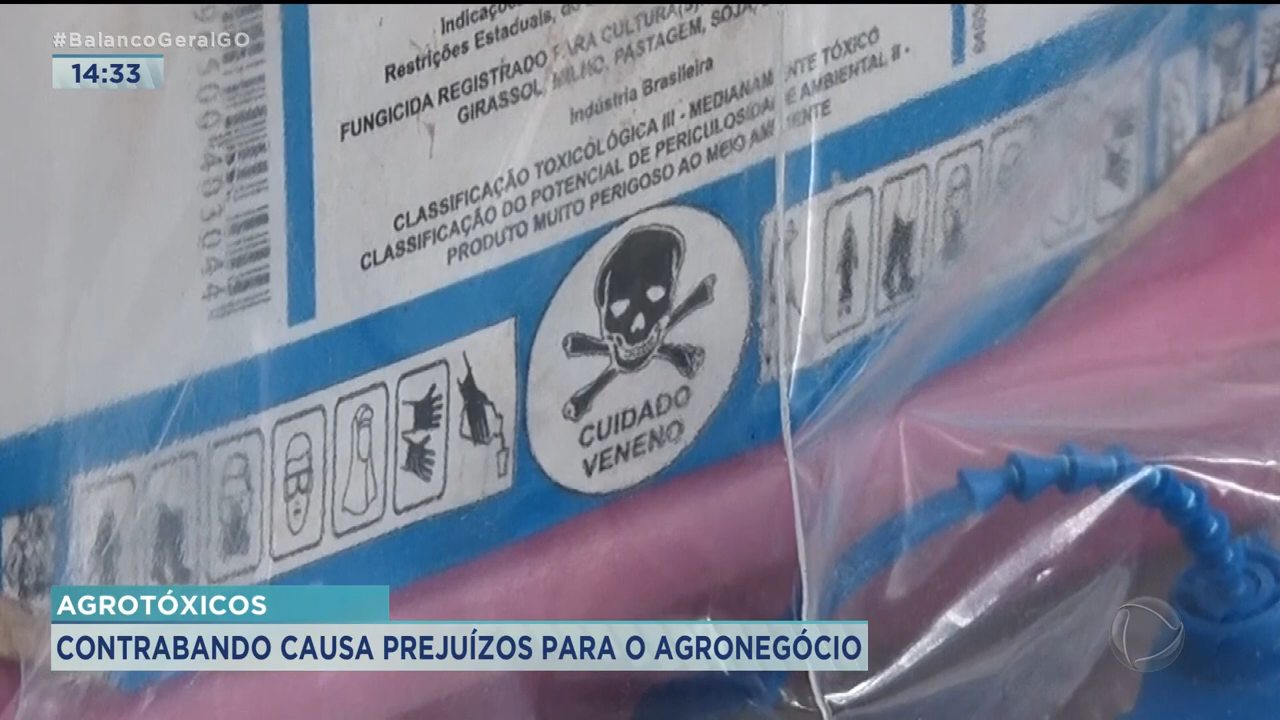 #BalancoGeralGO
14:33
Indicaçõe
Restrições Estaduais, do
FUNGICIDA REGISTRADO PARA CULTURA(S):
GIRASSOL, MILHO, PASTAGEM, SOJA,
Indústria Brasileira
CLASSIFICAÇÃO TOXICOLÓGICA III - MEDIANAMENTE TÓXICO
CLASSIFICAÇÃO DO POTENCIAL DE PERICULOSIDADE AMBIENTAL II -
PRODUTO MUITO PERIGOSO AO MEIO AMBIENTE
CUIDADO
VENENO
AGROTÓXICOS
CONTRABANDO CAUSA PREJUÍZOS PARA O AGRONEGÓCIO